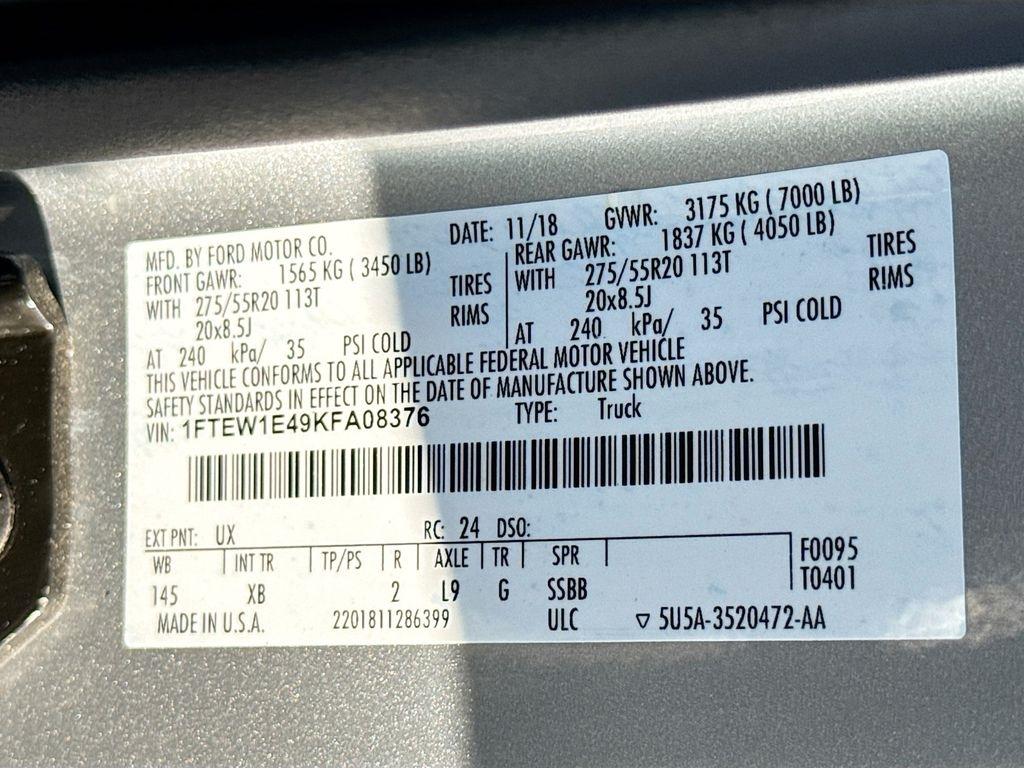 MFD. BY FORD MOTOR CO. DATE: 11/18 GVWR: 3175 KG ( 7000 LB)
FRONT GAWR: 1565 KG ( 3450 LB) REAR GAWR: 1837 KG ( 4050 LB)
WITH 275/55R20 113T TIRES WITH 275/55R20 113T TIRES
20x8.5J RIMS 20x8.5J RIMS
AT 240 kPa/ 35 PSI COLD AT 240 kPa/ 35 PSI COLD
THIS VEHICLE CONFORMS TO ALL APPLICABLE FEDERAL MOTOR VEHICLE
SAFETY STANDARDS IN EFFECT ON THE DATE OF MANUFACTURE SHOWN ABOVE.
VIN: 1FTEW1E49KFA08376 TYPE: Truck
EXT PNT: UX RC: 24 DSO:
WB INT TR TP/PS R AXLE TR SPR F0095
145 XB 2 L9 G SSBB T0401
MADE IN U.S.A. 2201811286399 ULC ▽ 5U5A-3520472-AA